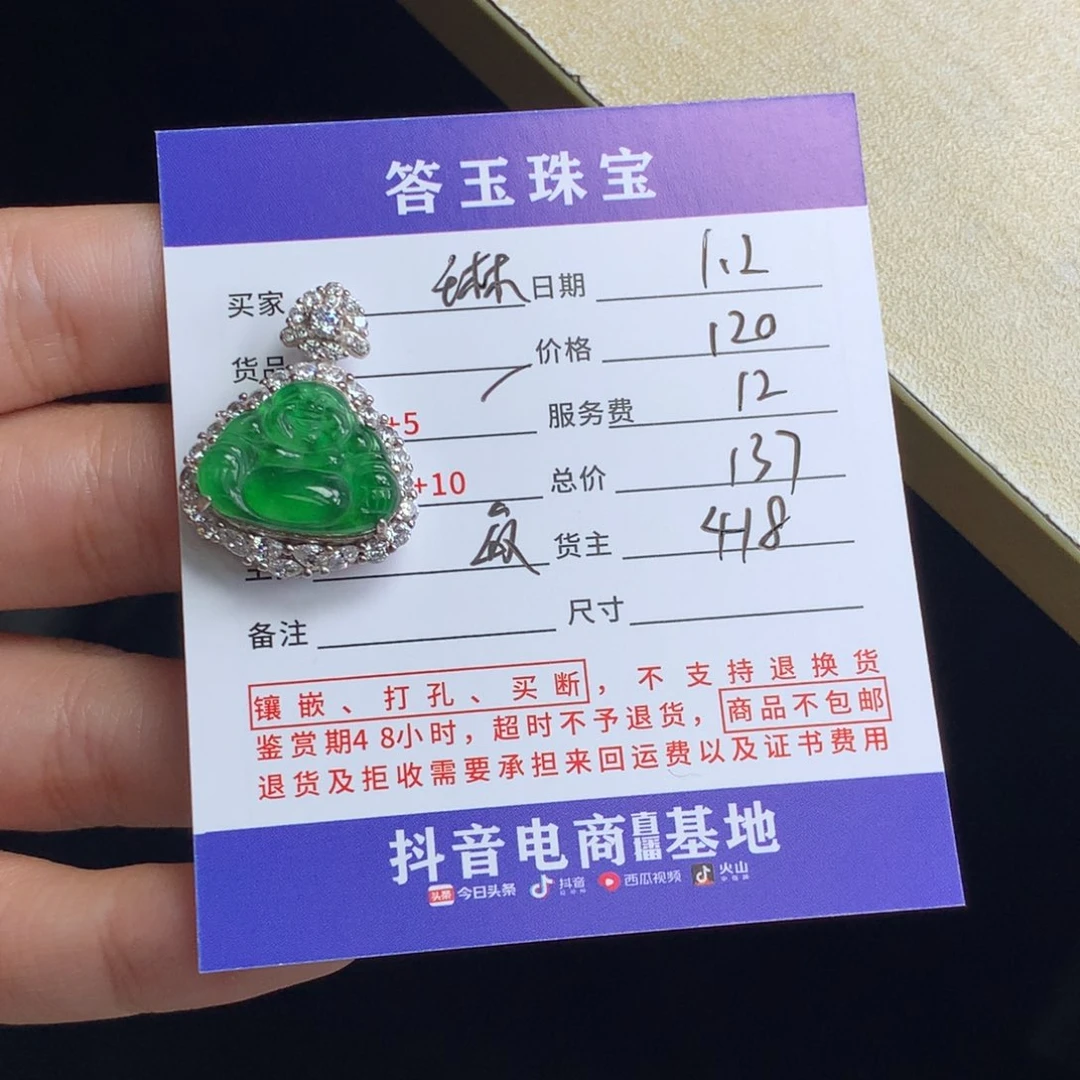 答玉珠宝
买家 琳 日期 1.2
货品 价格 120
+5 服务费 12
+10 总价 137
货主 418
备注 尺寸
镶嵌、打孔、买断，不支持退换货
鉴赏期48小时，超时不予退货，商品不包邮
退货及拒收需要承担来回运费以及证书费用
抖音电商直播基地
头条 今日头条 抖音 西瓜视频 火山